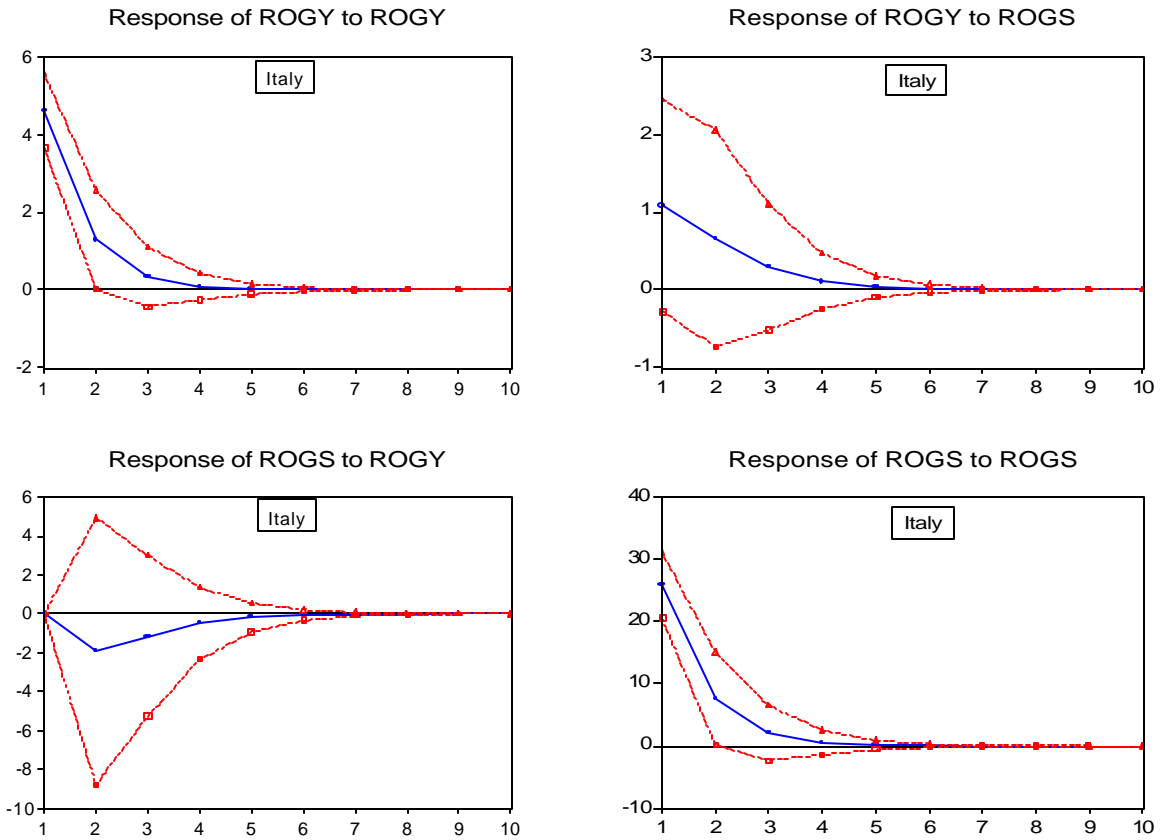 Response of ROGY to ROGY
Response of ROGY to ROGS
6
4
2
0
-2
Italy
1 2 3 4 5 6 7 8 9 10
3
2
1
0
-1
Italy
1 2 3 4 5 6 7 8 9 10
Response of ROGS to ROGY
Response of ROGS to ROGS
6
4
2
0
-2
-4
-6
-8
-10
Italy
1 2 3 4 5 6 7 8 9 10
40
30
20
10
0
-10
Italy
1 2 3 4 5 6 7 8 9 10